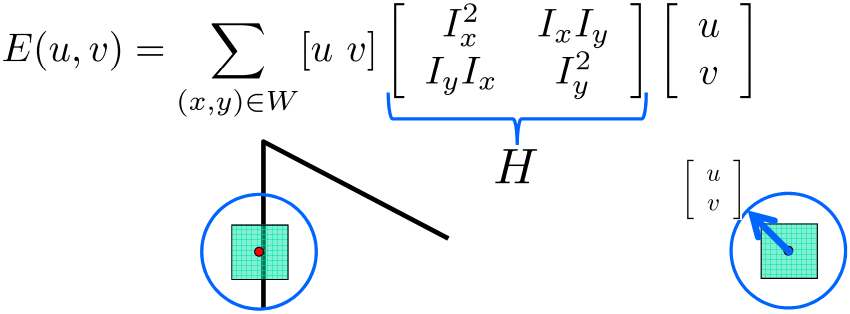 E(u, v) = ∑_{(x,y)∈W} [u v] [ I_x^2 I_xI_y ; I_yI_x I_y^2 ] [ u ; v ]
H
[ u ; v ]